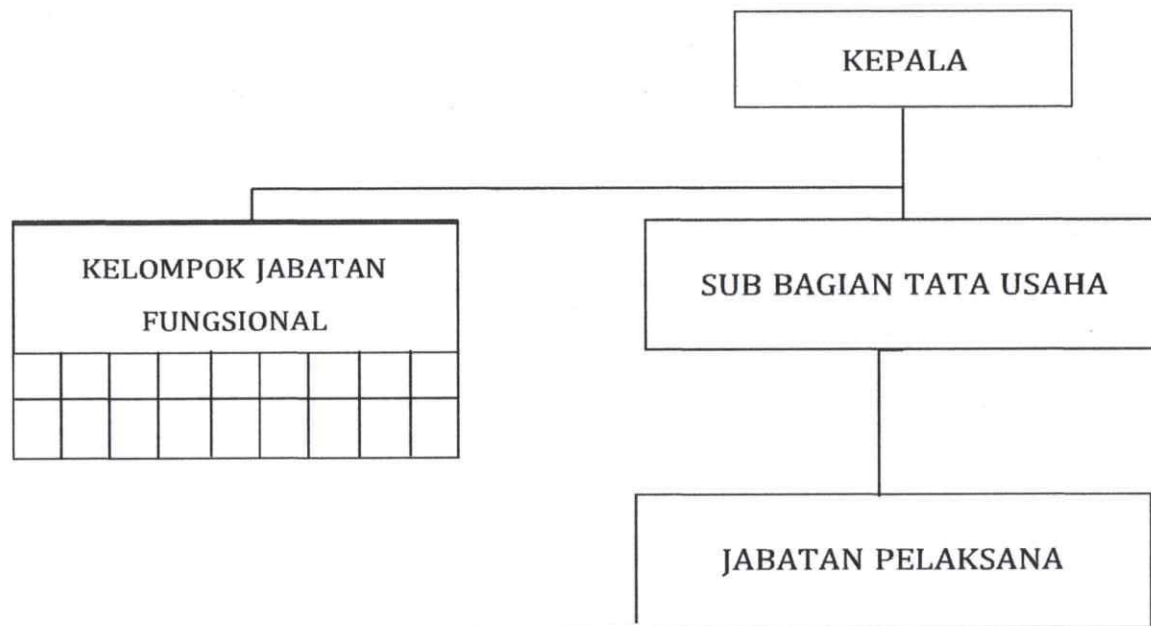 KEPALA
KELOMPOK JABATAN
FUNGSIONAL
SUB BAGIAN TATA USAHA
JABATAN PELAKSANA